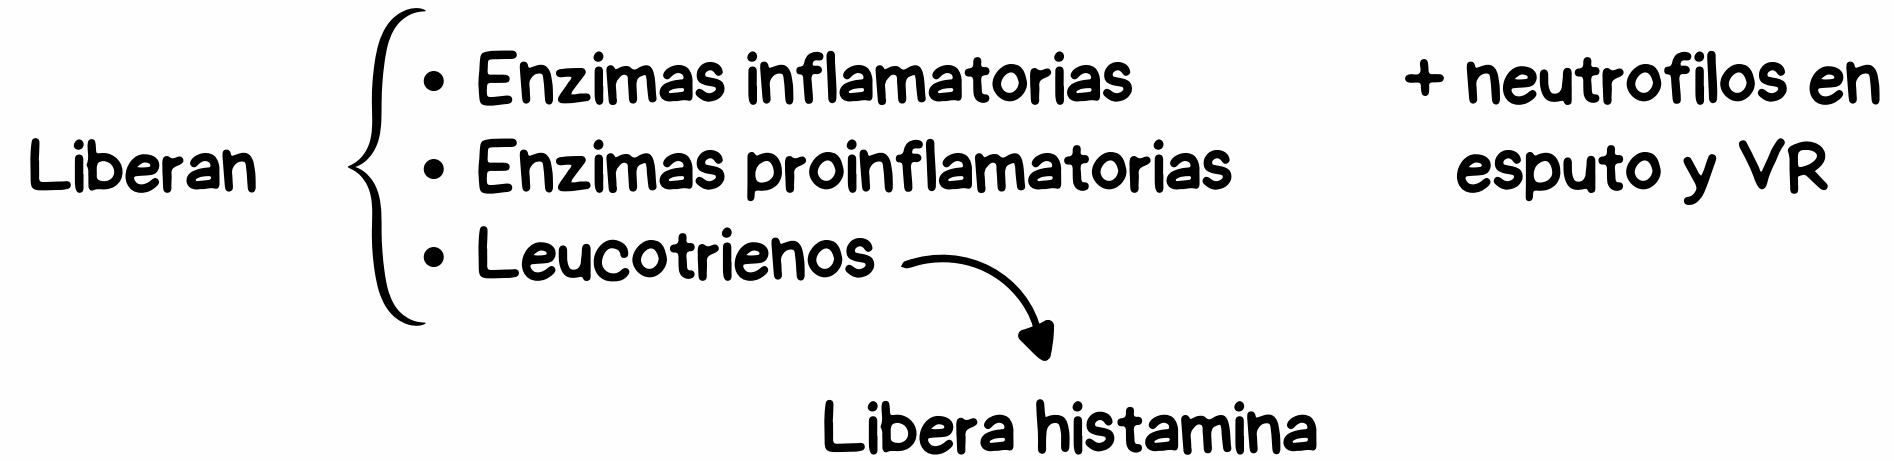 Liberan
• Enzimas inflamatorias
• Enzimas proinflamatorias
• Leucotrienos
Libera histamina
+ neutrofilos en
esputo y VR